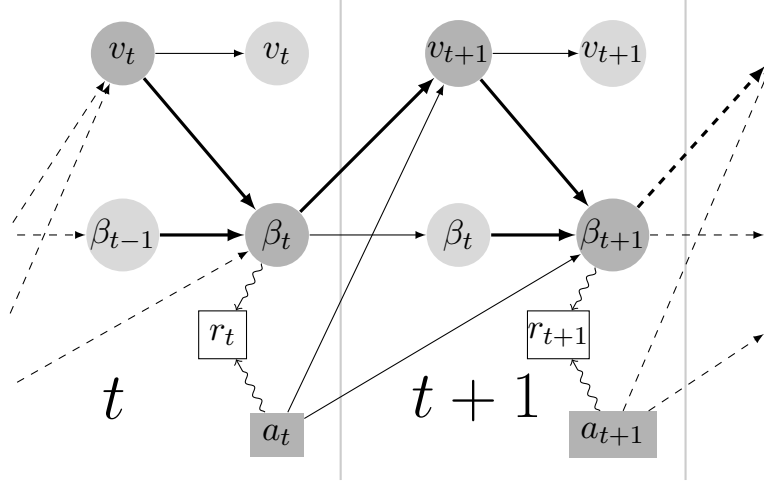 v_t v_t v_{t+1} v_{t+1}
β_{t−1} β_t β_t β_{t+1}
r_t r_{t+1}
t t + 1
a_t a_{t+1}